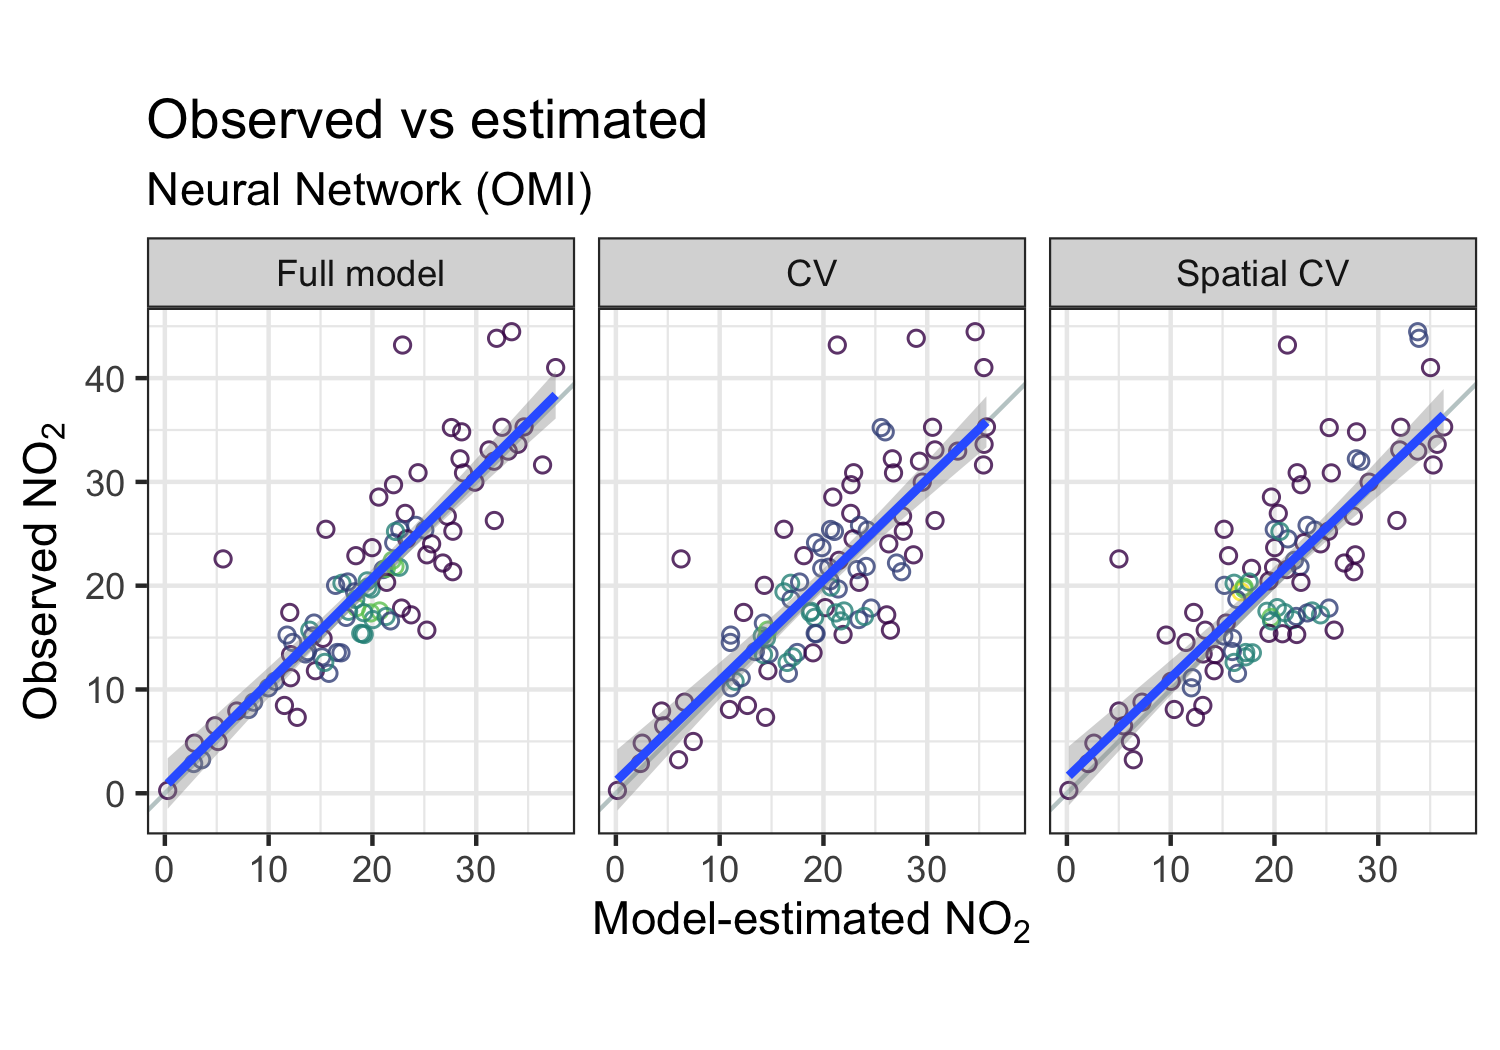 Observed vs estimated
Neural Network (OMI)
Full model CV Spatial CV
Observed NO₂
40
30
20
10
0
0 10 20 30 0 10 20 30 0 10 20 30
Model-estimated NO₂